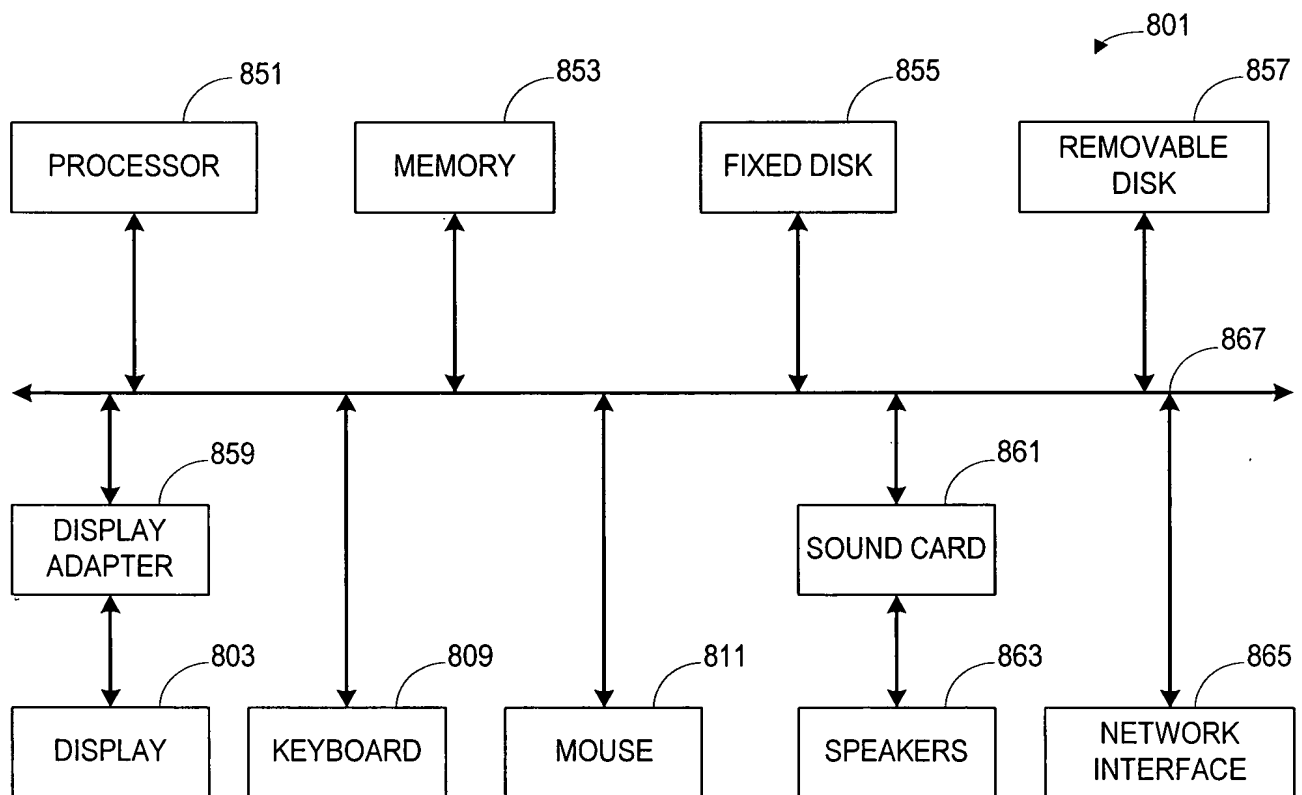 801
851
853
855
857
PROCESSOR
MEMORY
FIXED DISK
REMOVABLE
DISK
867
859
861
DISPLAY
ADAPTER
SOUND CARD
803
809
811
863
865
DISPLAY
KEYBOARD
MOUSE
SPEAKERS
NETWORK
INTERFACE